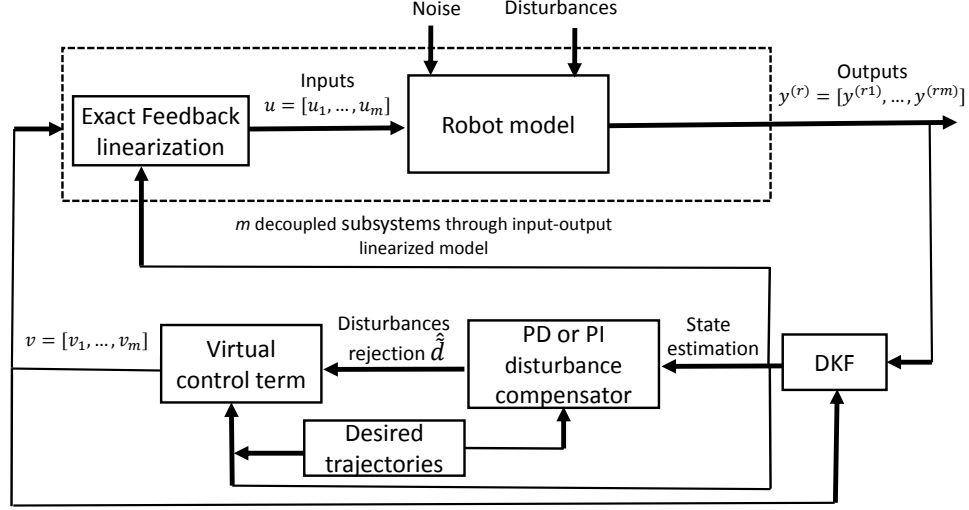 Noise
Disturbances
Inputs
u = [u₁, … , uₘ]
Exact Feedback
linearization
Robot model
Outputs
y⁽ʳ⁾ = [y⁽ʳ¹⁾, … , y⁽ʳᵐ⁾]
m decoupled subsystems through input-output
linearized model
v = [v₁, … , vₘ]
Virtual
control term
Disturbances
rejection d̃̂
PD or PI
disturbance
compensator
State
estimation
DKF
Desired
trajectories